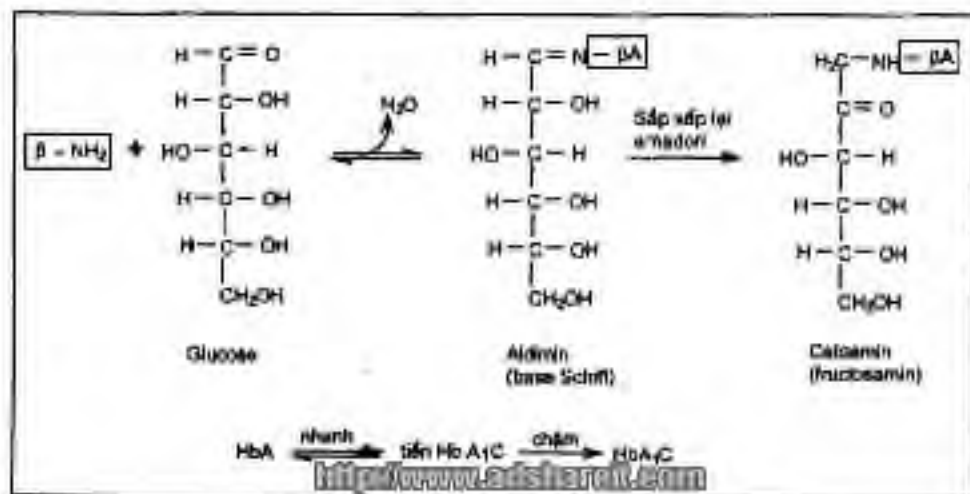 β – NH₂ +
H – C = O
H – C – OH
HO – C – H
H – C – OH
H – C – OH
CH₂OH
Glucose
H₂O
H – C = N – βA
H – C – OH
HO – C – H
H – C – OH
H – C – OH
CH₂OH
Aldimin
(base Schiff)
Sắp xếp lại
amadori
H₂C – NH – βA
C = O
HO – C – H
H – C – OH
H – C – OH
CH₂OH
Cetoamin
(fructosamin)
HbA nhanh tiền Hb A₁C chậm HbA₁C
http://www.adshareit.com